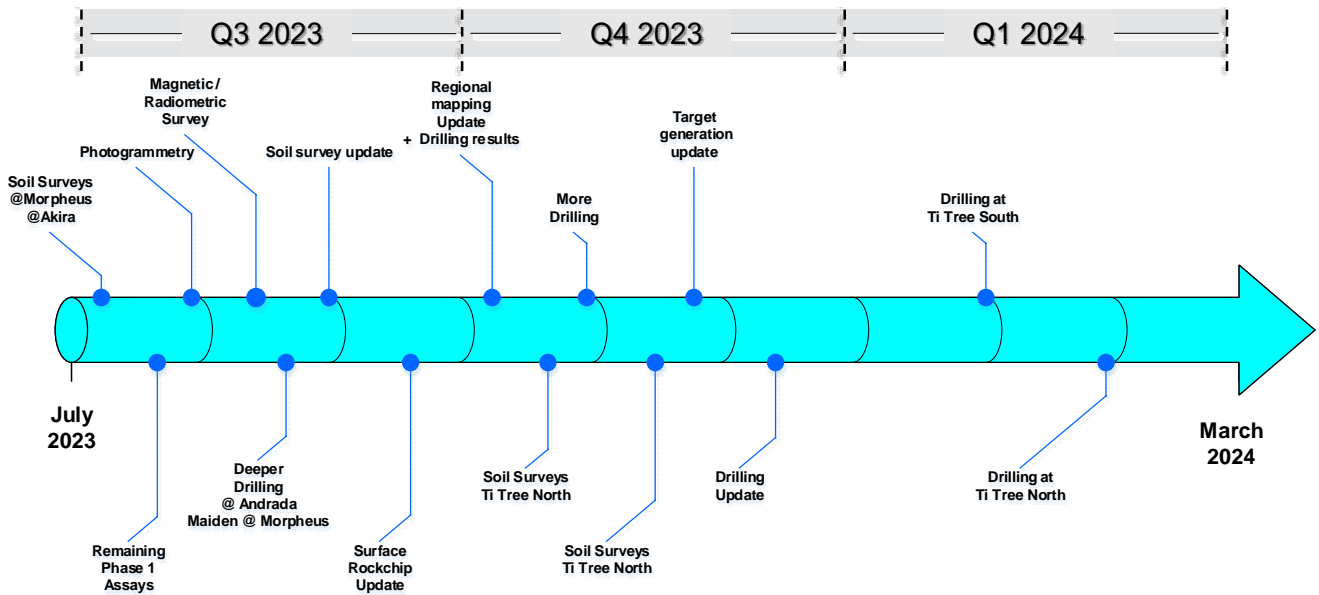 Q3 2023
Q4 2023
Q1 2024
Magnetic /
Radiometric
Survey
Regional
mapping
Update
+ Drilling results
Target
generation
update
Photogrammetry
Soil survey update
Soil Surveys
@Morpheus
@Akira
More
Drilling
Drilling at
Ti Tree South
July
2023
March
2024
Deeper
Drilling
@ Andrada
Maiden @ Morpheus
Soil Surveys
Ti Tree North
Drilling
Update
Drilling at
Ti Tree North
Remaining
Phase 1
Assays
Surface
Rockchip
Update
Soil Surveys
Ti Tree North